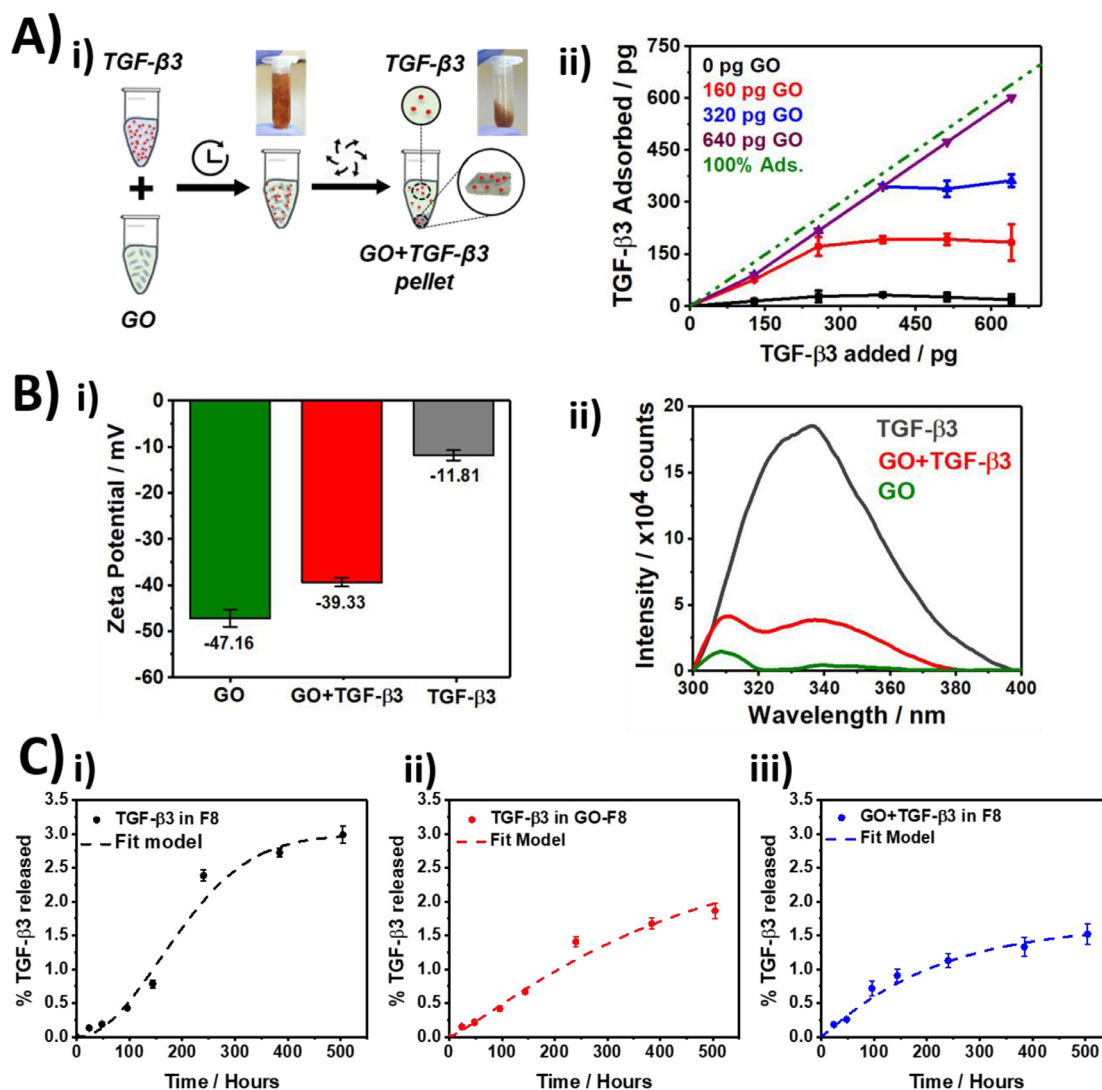 A)
i)
TGF-β3
+
GO
TGF-β3
GO+TGF-β3
pellet
ii)
TGF-β3 Adsorbed / pg
750
600
450
300
150
0
0 pg GO
160 pg GO
320 pg GO
640 pg GO
100% Ads.
0 150 300 450 600
TGF-β3 added / pg
B)
i)
Zeta Potential / mV
0
-10
-20
-30
-40
-50
-60
-47.16
-39.33
-11.81
GO GO+TGF-β3 TGF-β3
ii)
Intensity / x10⁴ counts
20
15
10
5
0
TGF-β3
GO+TGF-β3
GO
300 320 340 360 380 400
Wavelength / nm
C)
i)
% TGF-β3 released
3.5
3.0
2.5
2.0
1.5
1.0
0.5
0.0
TGF-β3 in F8
Fit model
0 100 200 300 400 500
Time / Hours
ii)
% TGF-β3 released
3.5
3.0
2.5
2.0
1.5
1.0
0.5
0.0
TGF-β3 in GO-F8
Fit Model
0 100 200 300 400 500
Time / Hours
iii)
% TGF-β3 released
3.5
3.0
2.5
2.0
1.5
1.0
0.5
0.0
GO+TGF-β3 in F8
Fit Model
0 100 200 300 400 500
Time / Hours